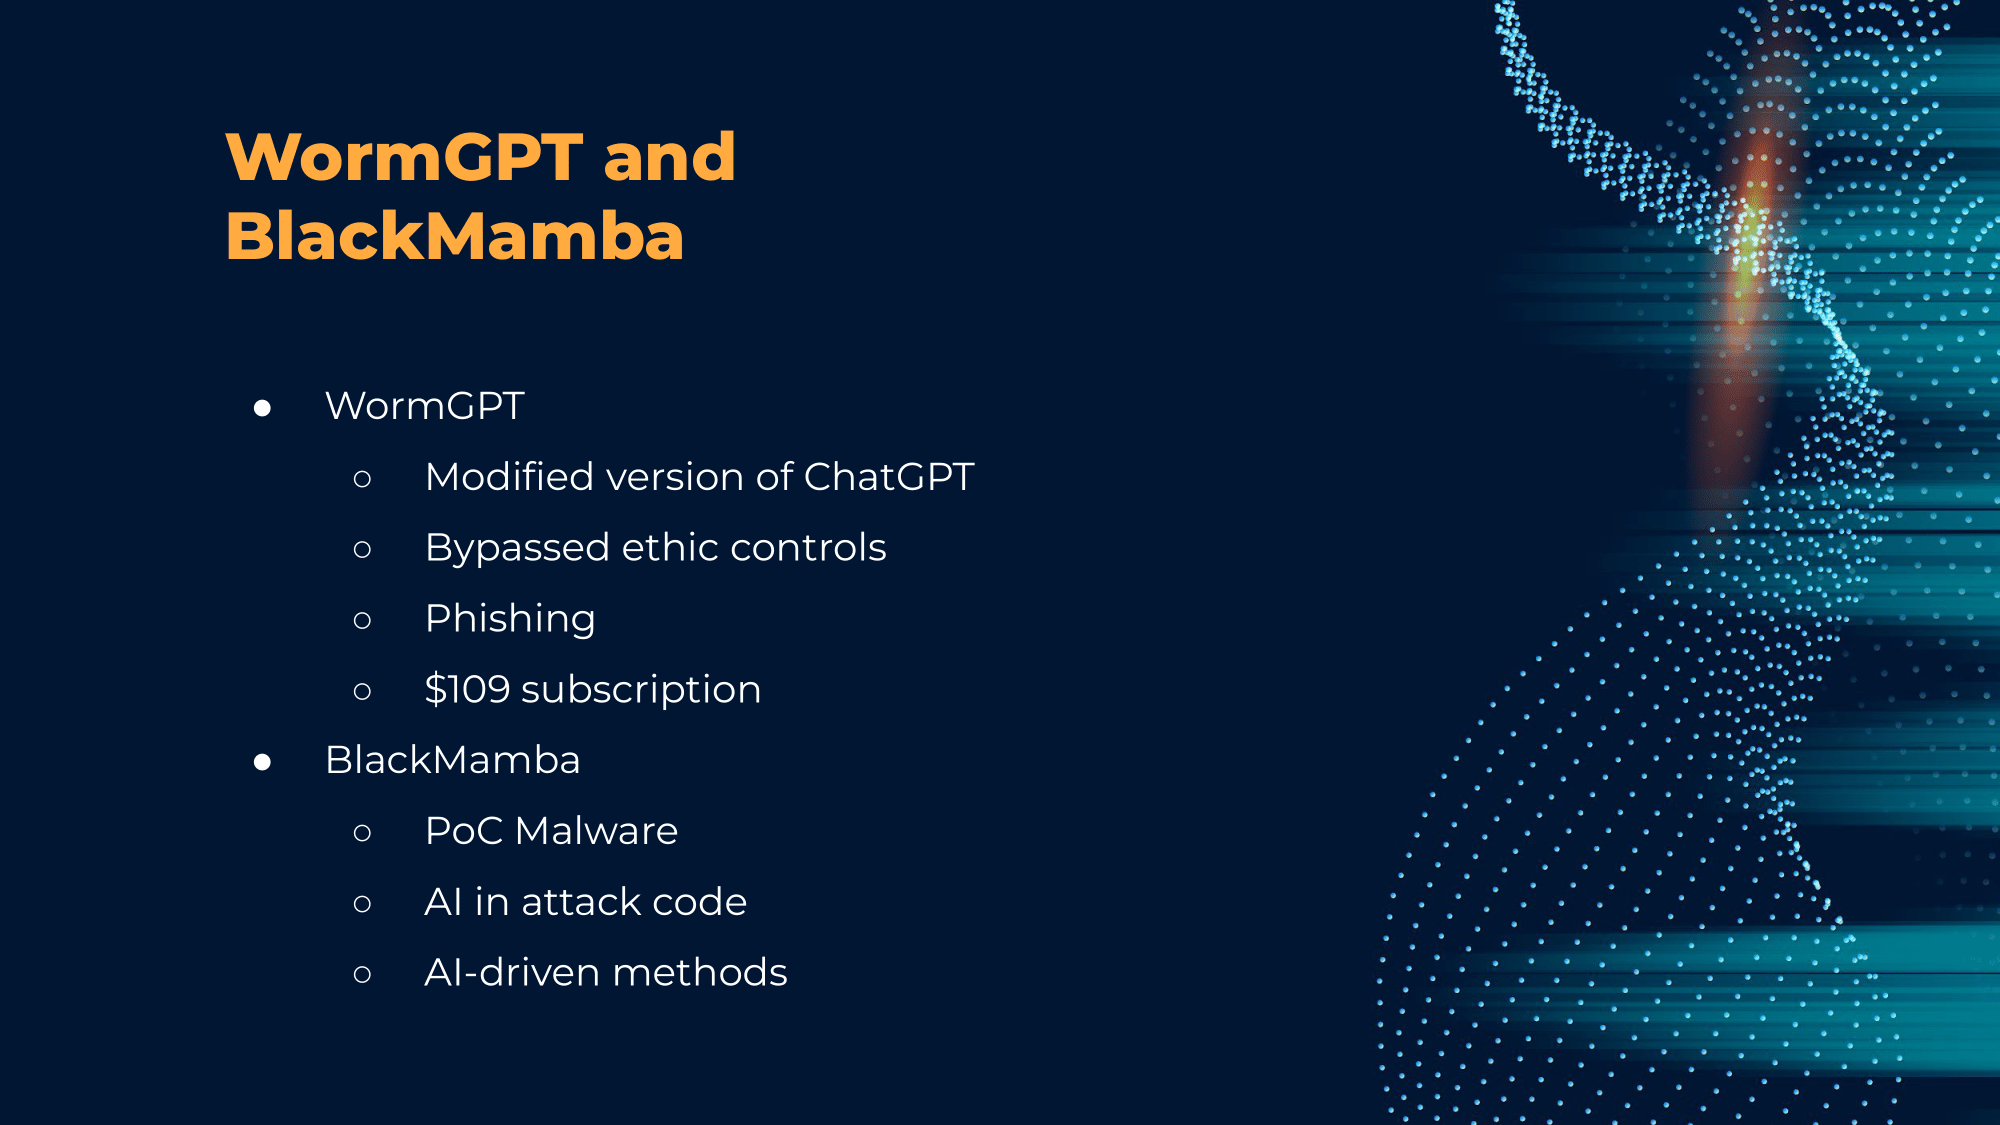 WormGPT and
BlackMamba
● WormGPT
○ Modified version of ChatGPT
○ Bypassed ethic controls
○ Phishing
○ $109 subscription
● BlackMamba
○ PoC Malware
○ AI in attack code
○ AI-driven methods